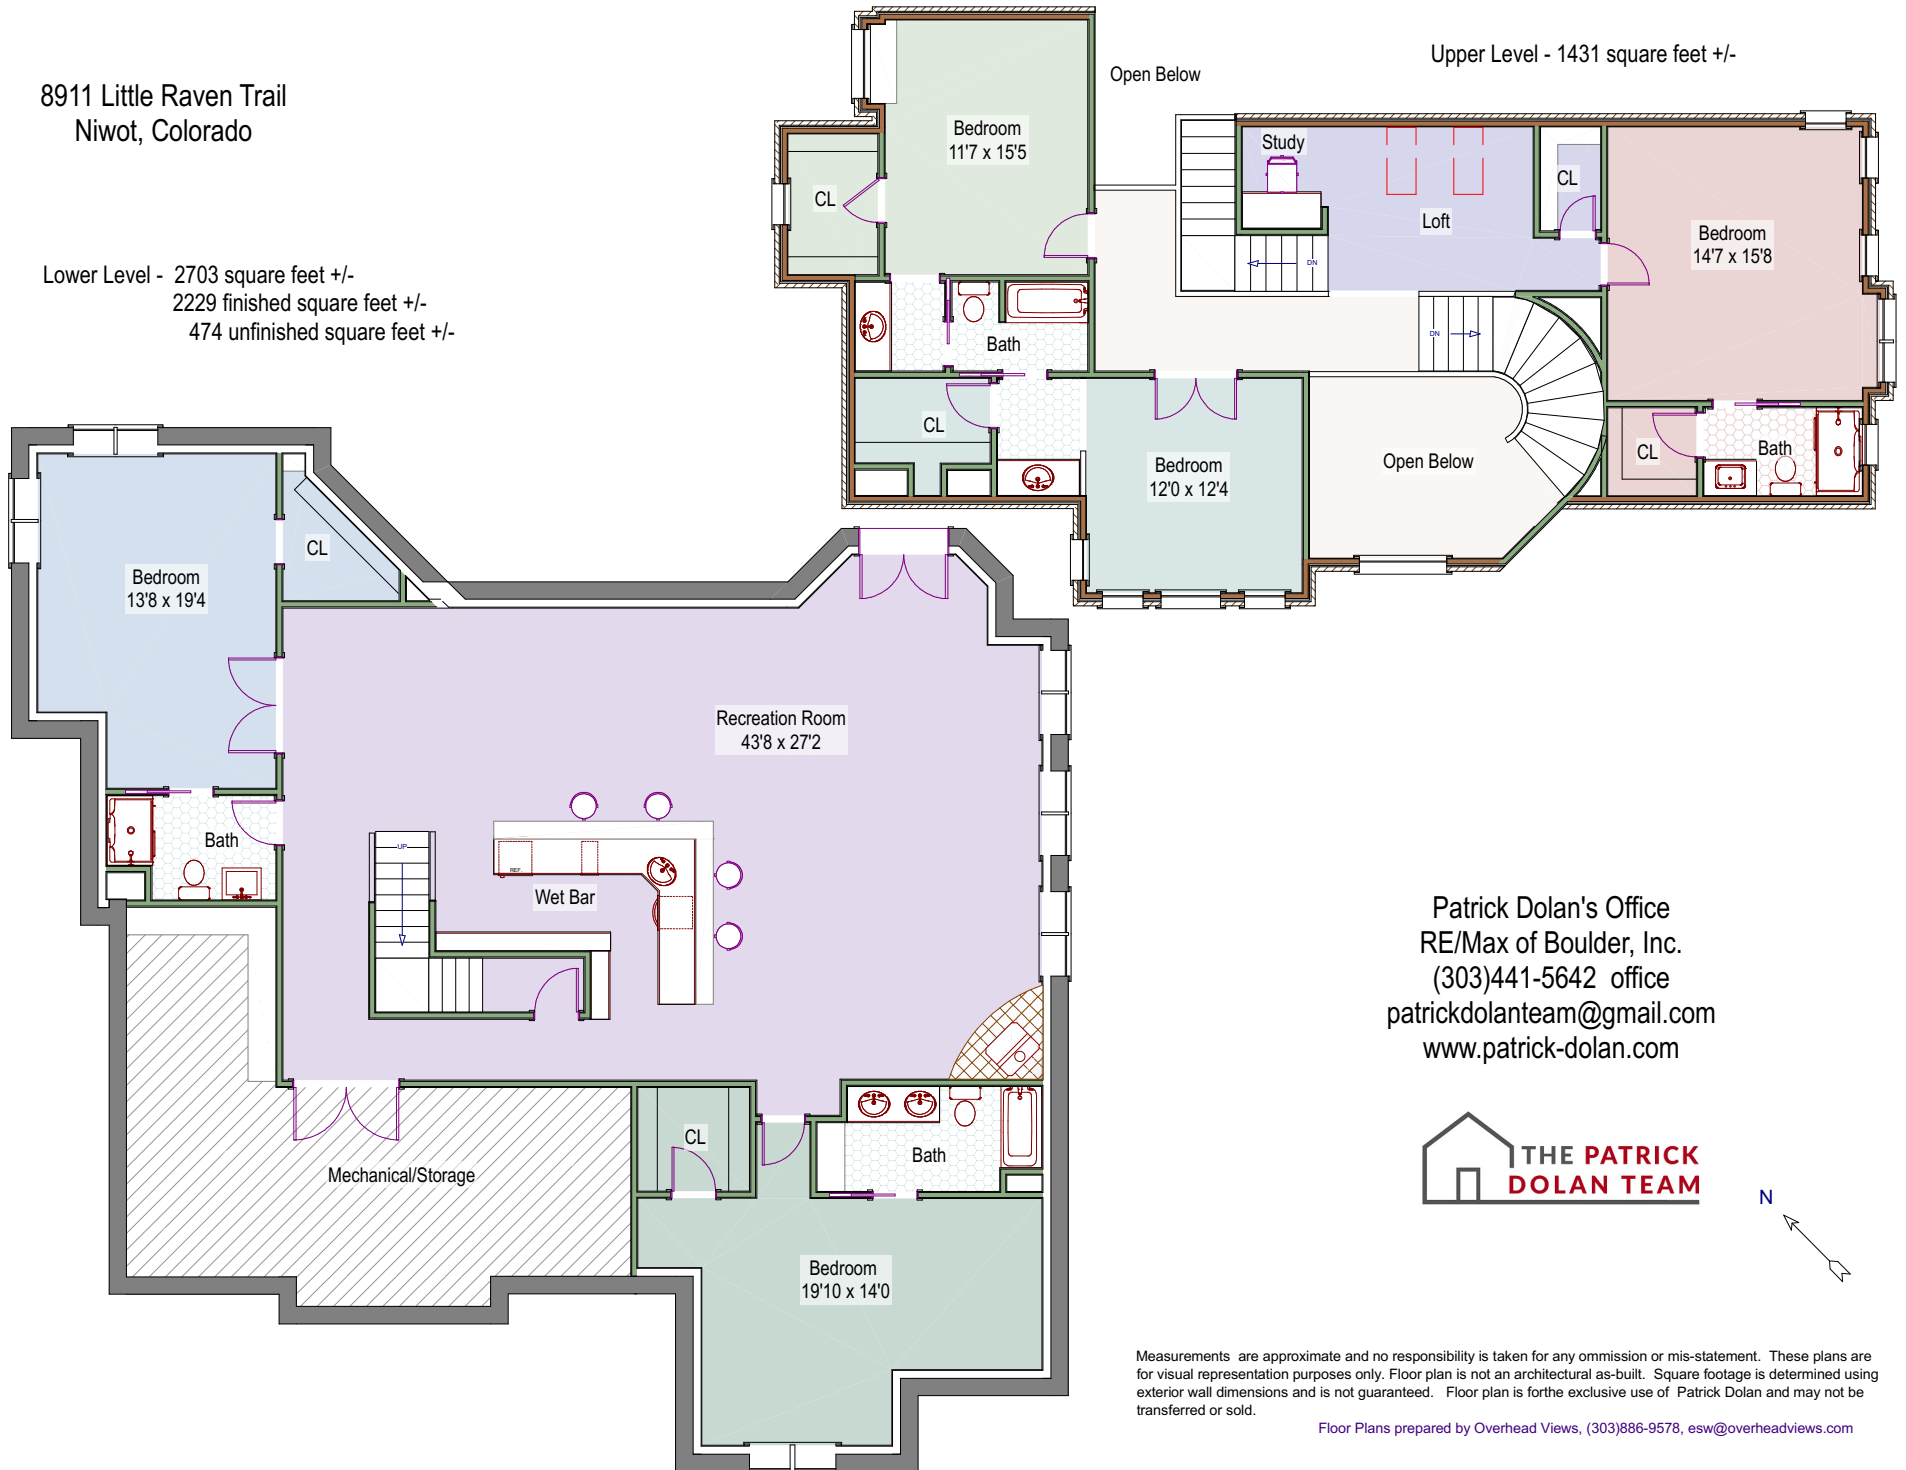 8911 Little Raven Trail
Niwot, Colorado
Lower Level -  2703 square feet +/-
2229 finished square feet +/-
474 unfinished square feet +/-
Upper Level - 1431 square feet +/-
Open Below
Bedroom
11'7 x 15'5
CL
Study
Loft
CL
Bedroom
14'7 x 15'8
DN
DN
Bath
CL
Bedroom
12'0 x 12'4
Open Below
CL
Bath
Bedroom
13'8 x 19'4
CL
Recreation Room
43'8 x 27'2
Bath
UP
REF.
Wet Bar
Mechanical/Storage
CL
Bath
Bedroom
19'10 x 14'0
Patrick Dolan's Office
RE/Max of Boulder, Inc.
(303)441-5642  office
patrickdolanteam@gmail.com
www.patrick-dolan.com
THE PATRICK
DOLAN TEAM
N
Measurements  are approximate and no responsibility is taken for any ommission or mis-statement.  These plans are
for visual representation purposes only. Floor plan is not an architectural as-built.  Square footage is determined using
exterior wall dimensions and is not guaranteed.   Floor plan is forthe exclusive use of  Patrick Dolan and may not be
transferred or sold.
Floor Plans prepared by Overhead Views, (303)886-9578, esw@overheadviews.com